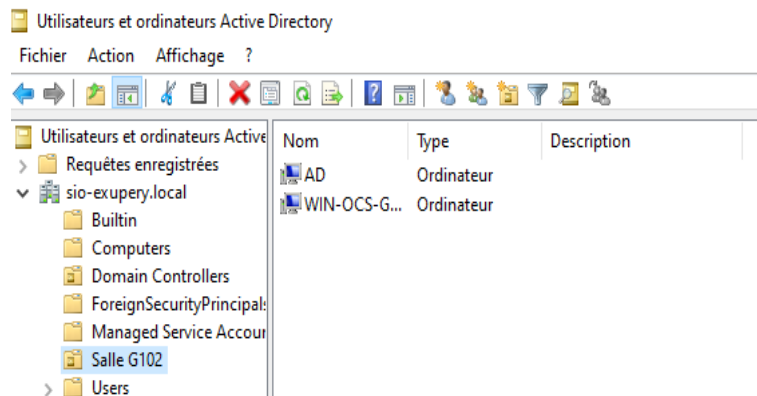 Utilisateurs et ordinateurs Active Directory
Fichier Action Affichage ?
Utilisateurs et ordinateurs Active
Nom Type Description
Requêtes enregistrées
AD Ordinateur
sio-exupery.local
WIN-OCS-G... Ordinateur
Builtin
Computers
Domain Controllers
ForeignSecurityPrincipals
Managed Service Accour
Salle G102
Users